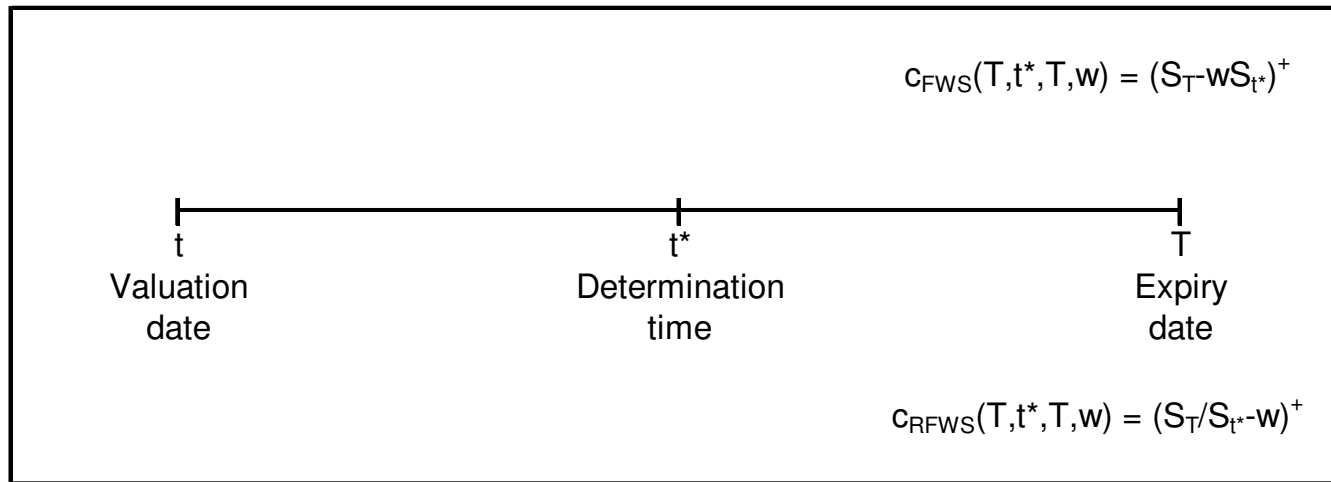 c_FWS(T,t*,T,w) = (S_T-wS_t*)^+
t t* T
Valuation Determination Expiry
date time date
c_RFWS(T,t*,T,w) = (S_T/S_t*-w)^+